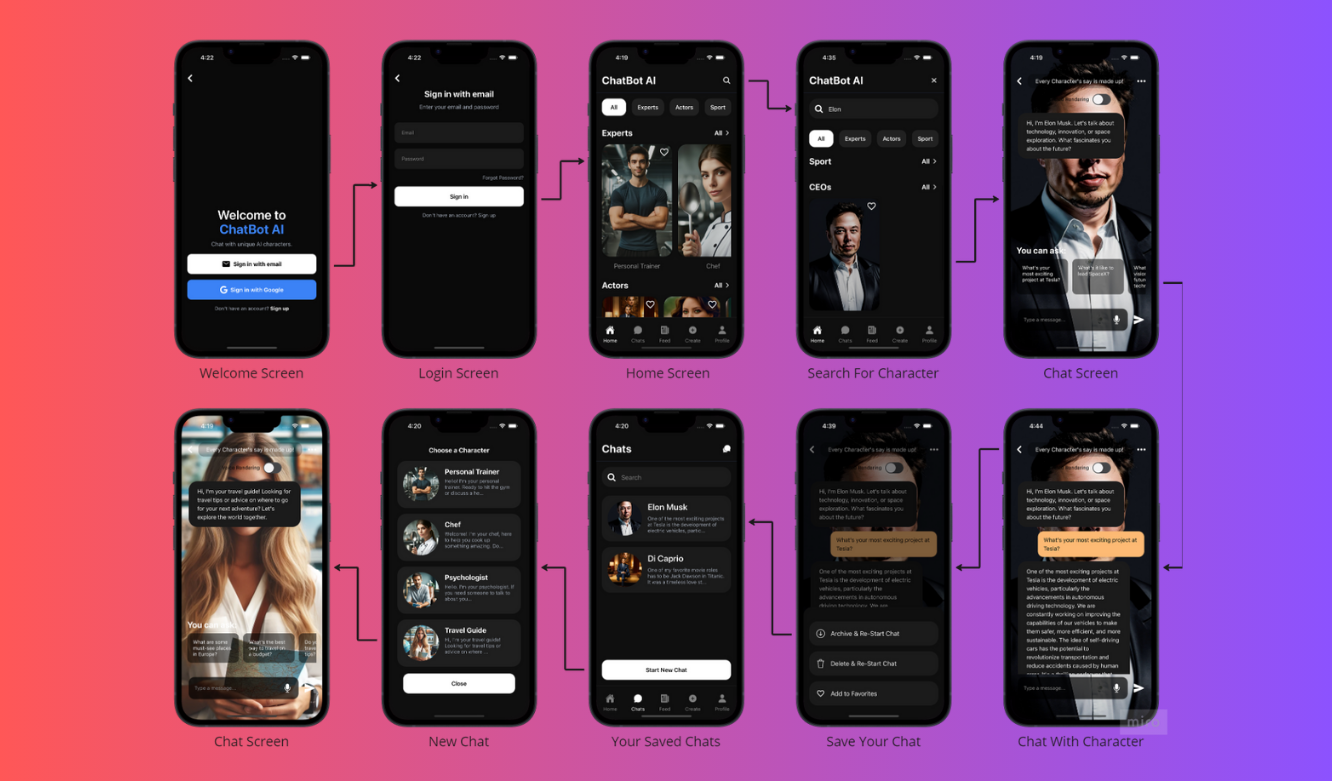 4:22
Welcome to
ChatBot AI
Chat with unique AI characters.
Sign in with email
Sign in with Google
Don't have an account? Sign up
Welcome Screen
4:22
Sign in with email
Enter your email and password
Email
Password
Forgot Password?
Sign in
Don't have an account? Sign up
Login Screen
4:19
ChatBot AI
All Experts Actors Sport
Experts All >
Personal Trainer Chef
Actors All >
Home Chats Feed Create Profile
Home Screen
4:35
ChatBot AI ×
Elon
All Experts Actors Sport
Sport All >
CEOs All >
Home Chats Feed Create Profile
Search For Character
4:19
Every Character's say is made up!
Rendering
Hi, I'm Elon Musk. Let's talk about
technology, innovation, or space
exploration. What fascinates you
about the future?
You can ask
What's your
most exciting
project at Tesla?
What's it like to
lead SpaceX?
What
Type a message...
Chat Screen
4:19
Every Character's say is made up!
Rendering
Hi, I'm your travel guide! Looking for
travel tips or advice on where to go
for your next adventure? Let's
explore the world together.
You can
What are some
must-see places
in Europe?
What's the best
way to travel on
a budget?
Do
tips?
Type a message...
Chat Screen
4:20
Choose a Character
Personal Trainer
Hello! I'm your personal
trainer. Ready to hit the gym
or discuss a he...
Chef
Welcome! I'm your chef, here
to help you cook up
something amazing. Do...
Psychologist
Hello, I'm your psychologist. If
you need someone to talk to
about you...
Travel Guide
Hi, I'm your travel guide!
Looking for travel tips or
advice on where ...
Close
New Chat
4:20
Chats
Search
Elon Musk
One of the most exciting projects
at Tesla is the development of
electric vehicles, partic...
Di Caprio
One of my favorite movie roles
has to be Jack Dawson in Titanic.
It was a timeless love st...
Start New Chat
Home Chats Feed Create Profile
Your Saved Chats
4:39
Every Character's say is made up!
Rendering
Hi, I'm Elon Musk. Let's talk about
technology, innovation, or space
exploration. What fascinates you
about the future?
What's your most exciting project at
Tesla?
One of the most exciting projects at
Tesla is the development of electric
vehicles, particularly the
advancements in autonomous
driving technology. We are
Archive & Re-Start Chat
Delete & Re-Start Chat
Add to Favorites
Save Your Chat
4:44
Every Character's say is made up!
Rendering
Hi, I'm Elon Musk. Let's talk about
technology, innovation, or space
exploration. What fascinates you
about the future?
What's your most exciting project at
Tesla?
One of the most exciting projects at
Tesla is the development of electric
vehicles, particularly the
advancements in autonomous
driving technology. We are
constantly working on improving the
capabilities of our vehicles to make
them safer, more efficient, and more
sustainable. The idea of self-driving
cars has the potential to
revolutionize transportation and
reduce accidents caused by human
Type a message...
Chat With Character
miro